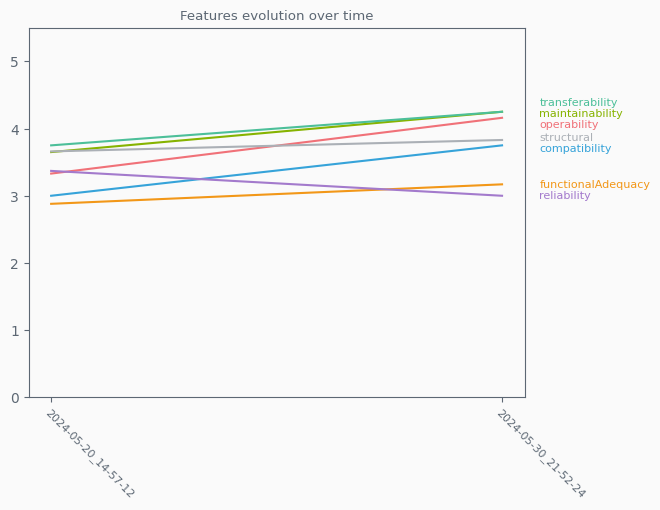 Features evolution over time
5
4
3
2
1
0
transferability
maintainability
operability
structural
compatibility
functionalAdequacy
reliability
2024-05-20_14-57-12
2024-05-30_21-52-24